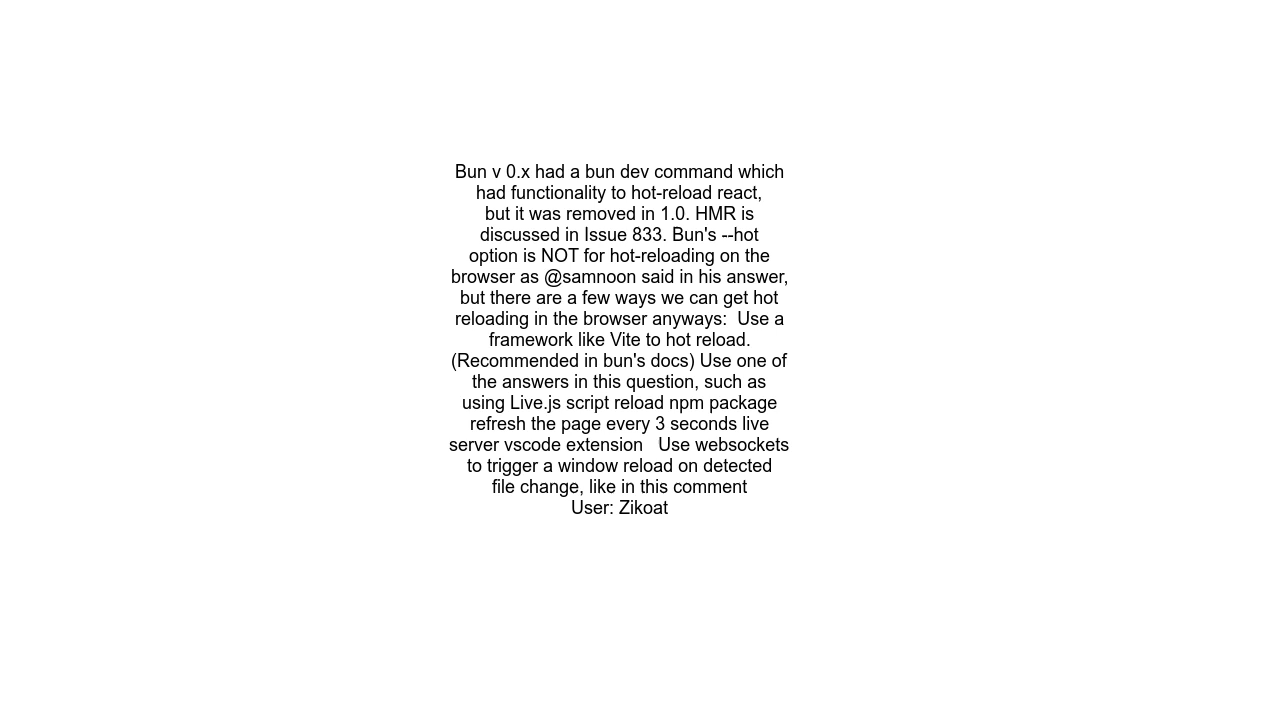 Bun v 0.x had a bun dev command which
had functionality to hot-reload react,
but it was removed in 1.0. HMR is
discussed in Issue 833. Bun's --hot
option is NOT for hot-reloading on the
browser as @samnoon said in his answer,
but there are a few ways we can get hot
reloading in the browser anyways:  Use a
framework like Vite to hot reload.
(Recommended in bun's docs) Use one of
the answers in this question, such as
using Live.js script reload npm package
refresh the page every 3 seconds live
server vscode extension   Use websockets
to trigger a window reload on detected
file change, like in this comment
User: Zikoat